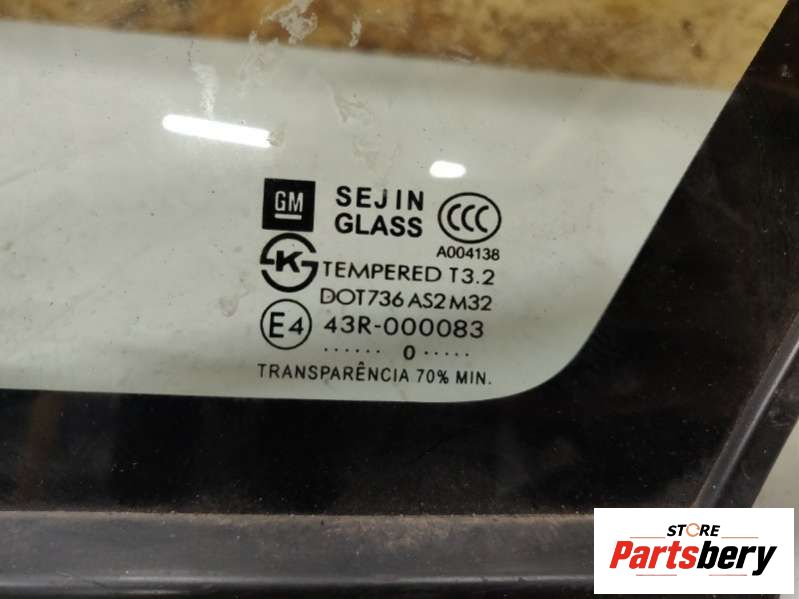 GM SEJIN GLASS CCC
A004138
K TEMPERED T3.2
DOT736 AS2 M32
E4 43R-000083
...... 0 .....
TRANSPARÊNCIA 70% MIN.
STORE
Partsbery